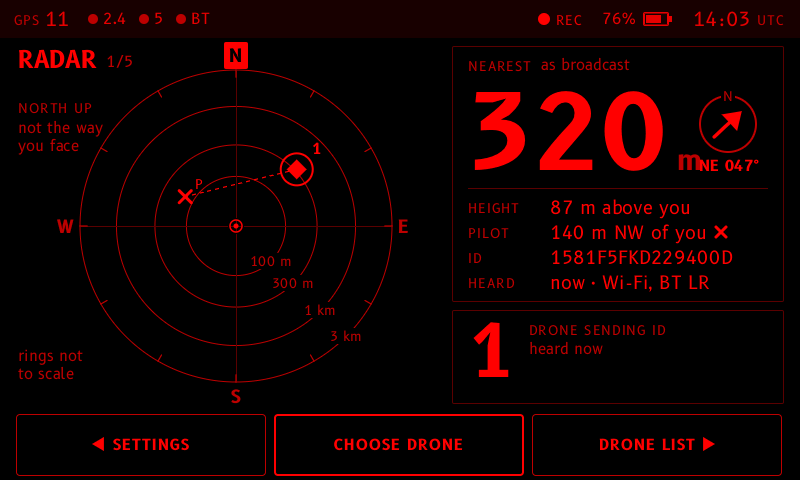 GPS 11 2.4 5 BT
REC 76% 14:03 UTC
RADAR 1/5
N
NORTH UP
not the way
you face
1
P
W
E
100 m
300 m
1 km
3 km
rings not
to scale
S
NEAREST as broadcast
320 m
N
NE 047°
HEIGHT 87 m above you
PILOT 140 m NW of you
ID 1581F5FKD229400D
HEARD now · Wi-Fi, BT LR
1 DRONE SENDING ID
heard now
SETTINGS
CHOOSE DRONE
DRONE LIST